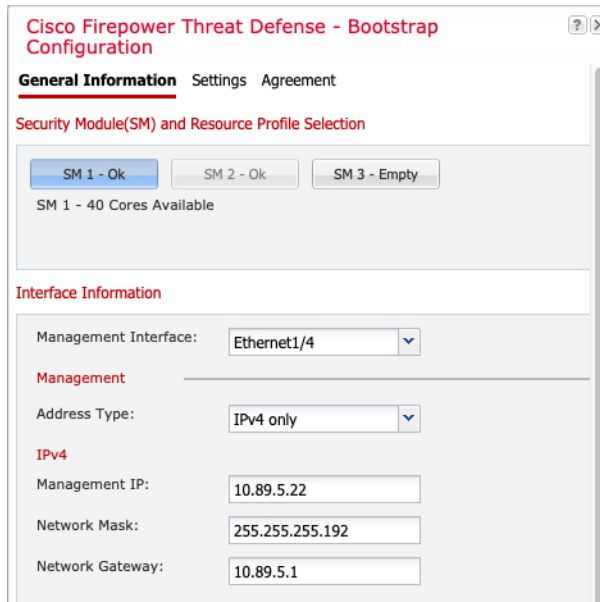 Cisco Firepower Threat Defense - Bootstrap
Configuration
?
General Information Settings Agreement
Security Module(SM) and Resource Profile Selection
SM 1 - Ok SM 2 - Ok SM 3 - Empty
SM 1 - 40 Cores Available
Interface Information
Management Interface: Ethernet1/4
Management
Address Type: IPv4 only
IPv4
Management IP: 10.89.5.22
Network Mask: 255.255.255.192
Network Gateway: 10.89.5.1